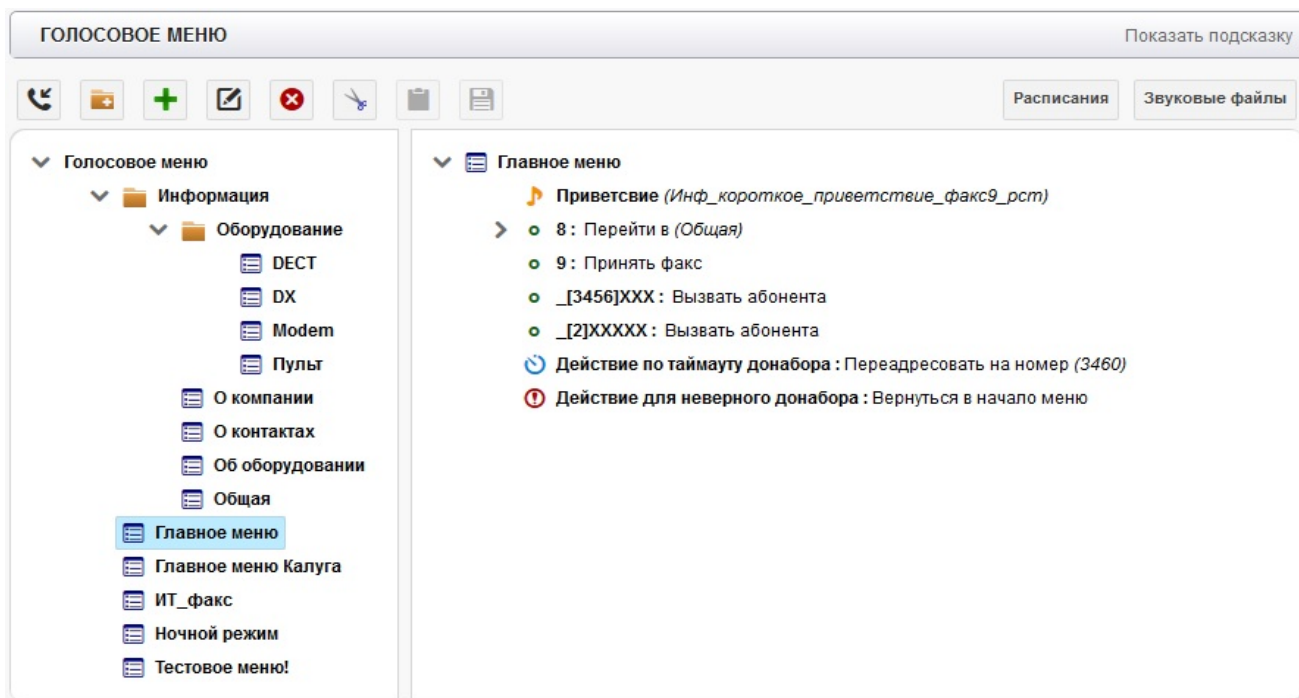 ГОЛОСОВОЕ МЕНЮ
Показать подсказку
Расписания
Звуковые файлы
Голосовое меню
Информация
Оборудование
DECT
DX
Modem
Пульт
О компании
О контактах
Об оборудовании
Общая
Главное меню
Главное меню Калуга
ИТ_факс
Ночной режим
Тестовое меню!
Главное меню
Приветсвие (Инф_короткое_приветствие_факс9_pcm)
8 : Перейти в (Общая)
9 : Принять факс
_[3456]XXX : Вызвать абонента
_[2]XXXXX : Вызвать абонента
Действие по таймауту донабора : Переадресовать на номер (3460)
Действие для неверного донабора : Вернуться в начало меню